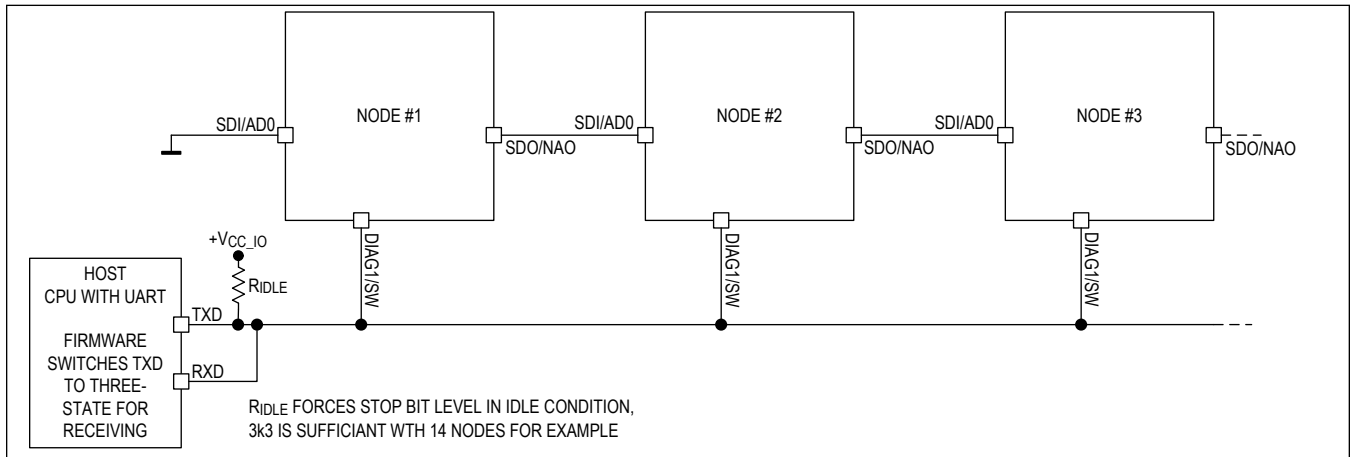 NODE #1
NODE #2
NODE #3
SDI/AD0
SDO/NAO
SDI/AD0
SDO/NAO
SDI/AD0
SDO/NAO
DIAG1/SW
DIAG1/SW
DIAG1/SW
+VCC_IO
RIDLE
HOST
CPU WITH UART
FIRMWARE
SWITCHES TXD
TO THREE-
STATE FOR
RECEIVING
TXD
RXD
RIDLE FORCES STOP BIT LEVEL IN IDLE CONDITION,
3k3 IS SUFFICIANT WTH 14 NODES FOR EXAMPLE